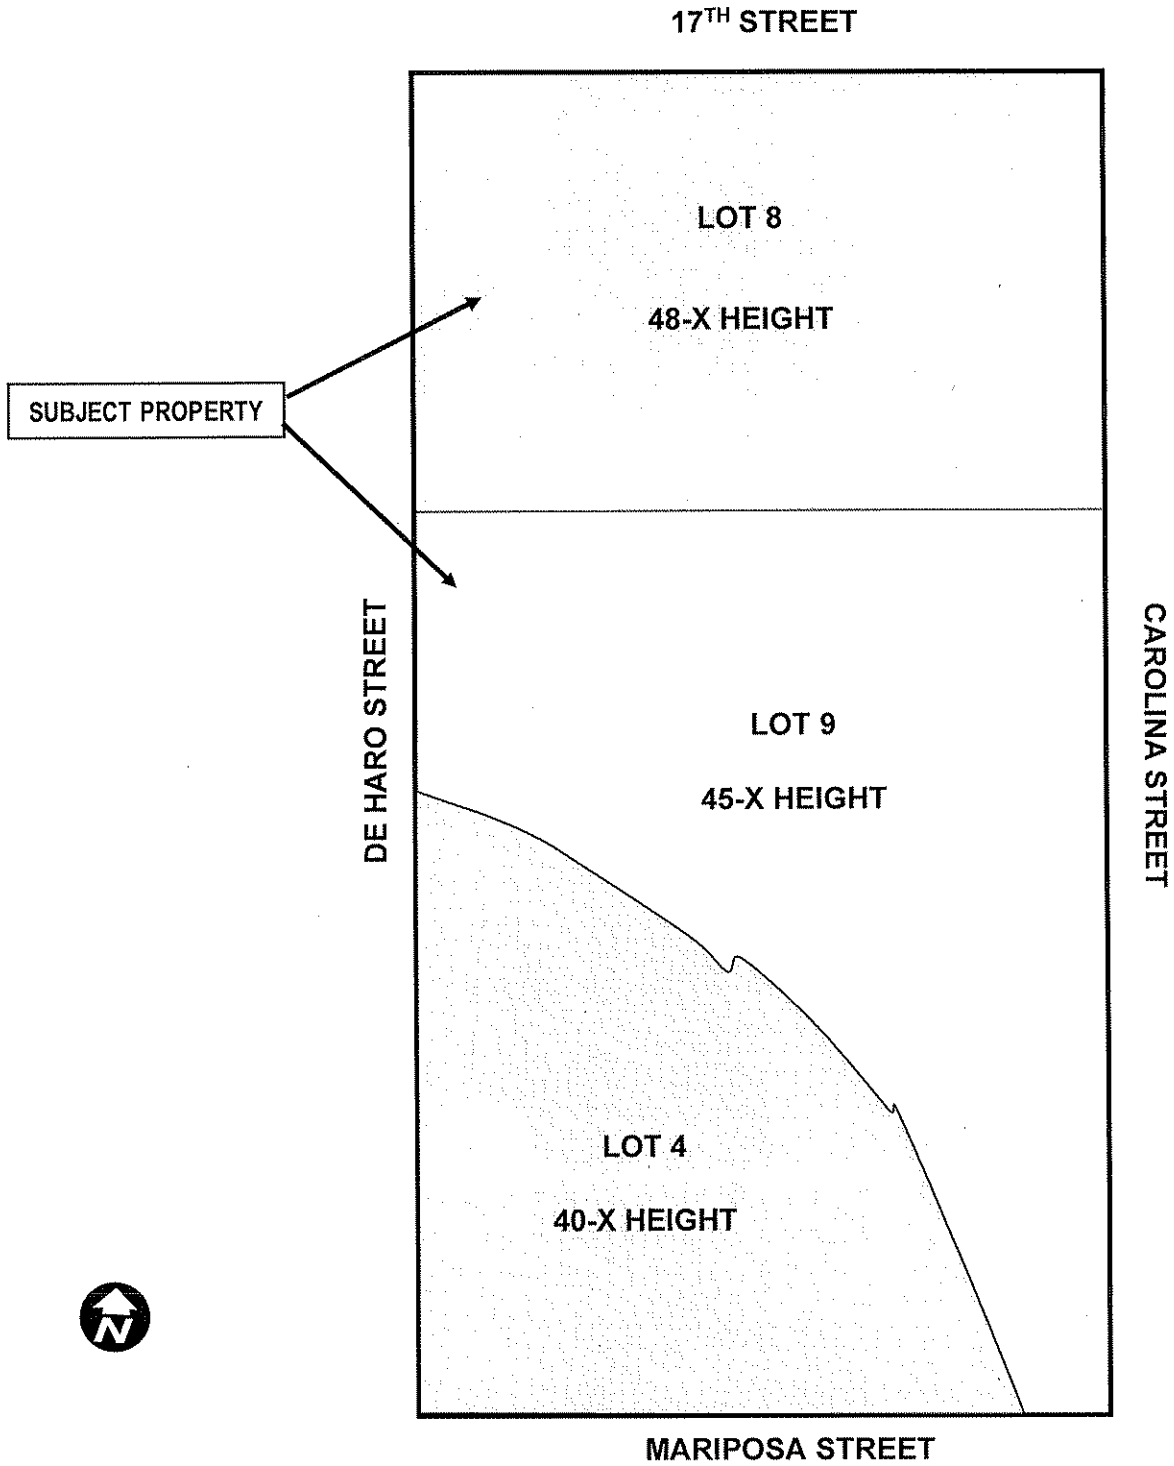 17TH STREET
LOT 8
48-X HEIGHT
SUBJECT PROPERTY
DE HARO STREET
CAROLINA STREET
LOT 9
45-X HEIGHT
LOT 4
40-X HEIGHT
N
MARIPOSA STREET